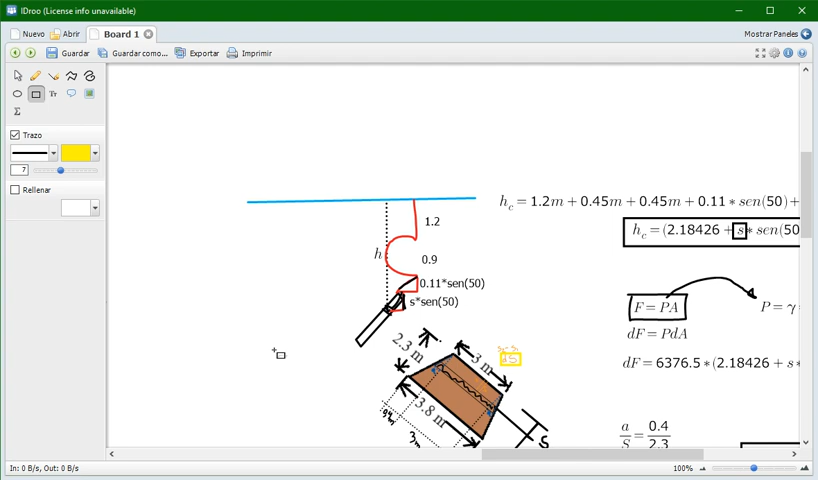 IDroo (License info unavailable)
Nuevo Abrir Board 1 Mostrar Paneles
Guardar Guardar como... Exportar Imprimir
Tt
Σ
Trazo
7
Rellenar
h
1.2
0.9
0.11*sen(50)
s*sen(50)
h_c = 1.2m + 0.45m + 0.45m + 0.11 * sen(50) +
h_c = (2.18426 + s * sen(50
F = PA
P = γ
dF = PdA
dF = 6376.5 * (2.18426 + s *
2.3 m
3 m
3.8 m
3m
S
dS
a/S = 0.4/2.3
In: 0 B/s, Out: 0 B/s
100%